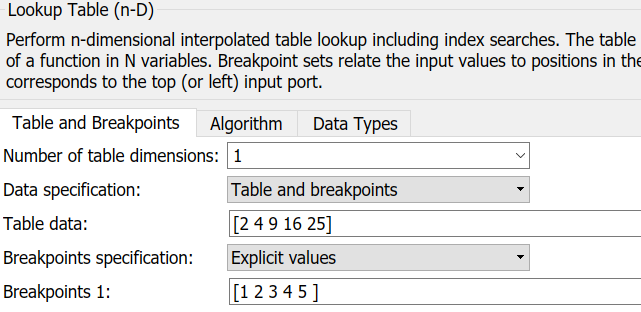 Lookup Table (n-D)
Perform n-dimensional interpolated table lookup including index searches. The table
of a function in N variables. Breakpoint sets relate the input values to positions in the
corresponds to the top (or left) input port.
Table and Breakpoints Algorithm Data Types
Number of table dimensions: 1
Data specification: Table and breakpoints
Table data: [2 4 9 16 25]
Breakpoints specification: Explicit values
Breakpoints 1: [1 2 3 4 5 ]